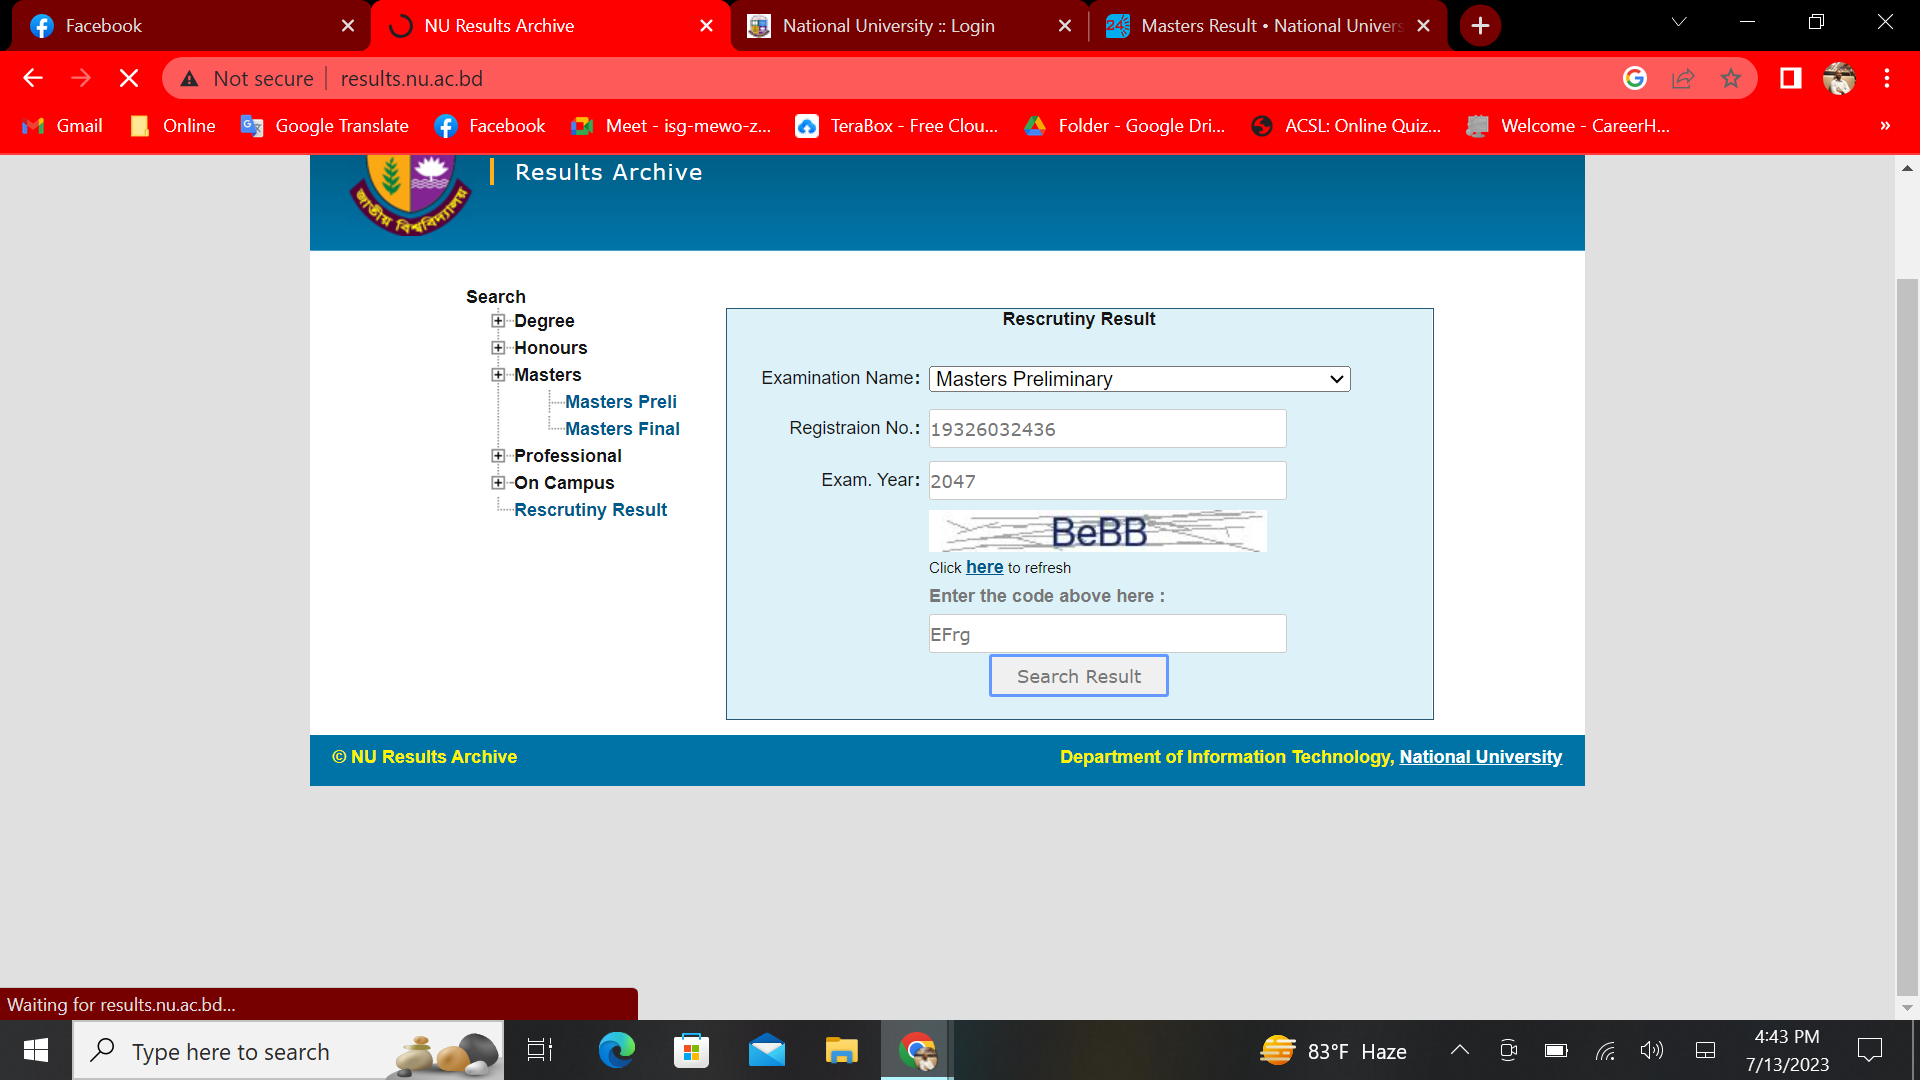 Facebook
NU Results Archive
National University :: Login
Masters Result • National Univers
Not secure
results.nu.ac.bd
Gmail
Online
Google Translate
Facebook
Meet - isg-mewo-z...
TeraBox - Free Clou...
Folder - Google Dri...
ACSL: Online Quiz...
Welcome - CareerH...
»
জাতীয় বিশ্ববিদ্যালয়
Results Archive
Search
Degree
Honours
Masters
Masters Preli
Masters Final
Professional
On Campus
Rescrutiny Result
Rescrutiny Result
Examination Name: Masters Preliminary
Registraion No.: 19326032436
Exam. Year: 2047
BeBB
Click here to refresh
Enter the code above here :
EFrg
Search Result
© NU Results Archive
Department of Information Technology, National University
Waiting for results.nu.ac.bd...
Type here to search
83°F Haze
4:43 PM
7/13/2023